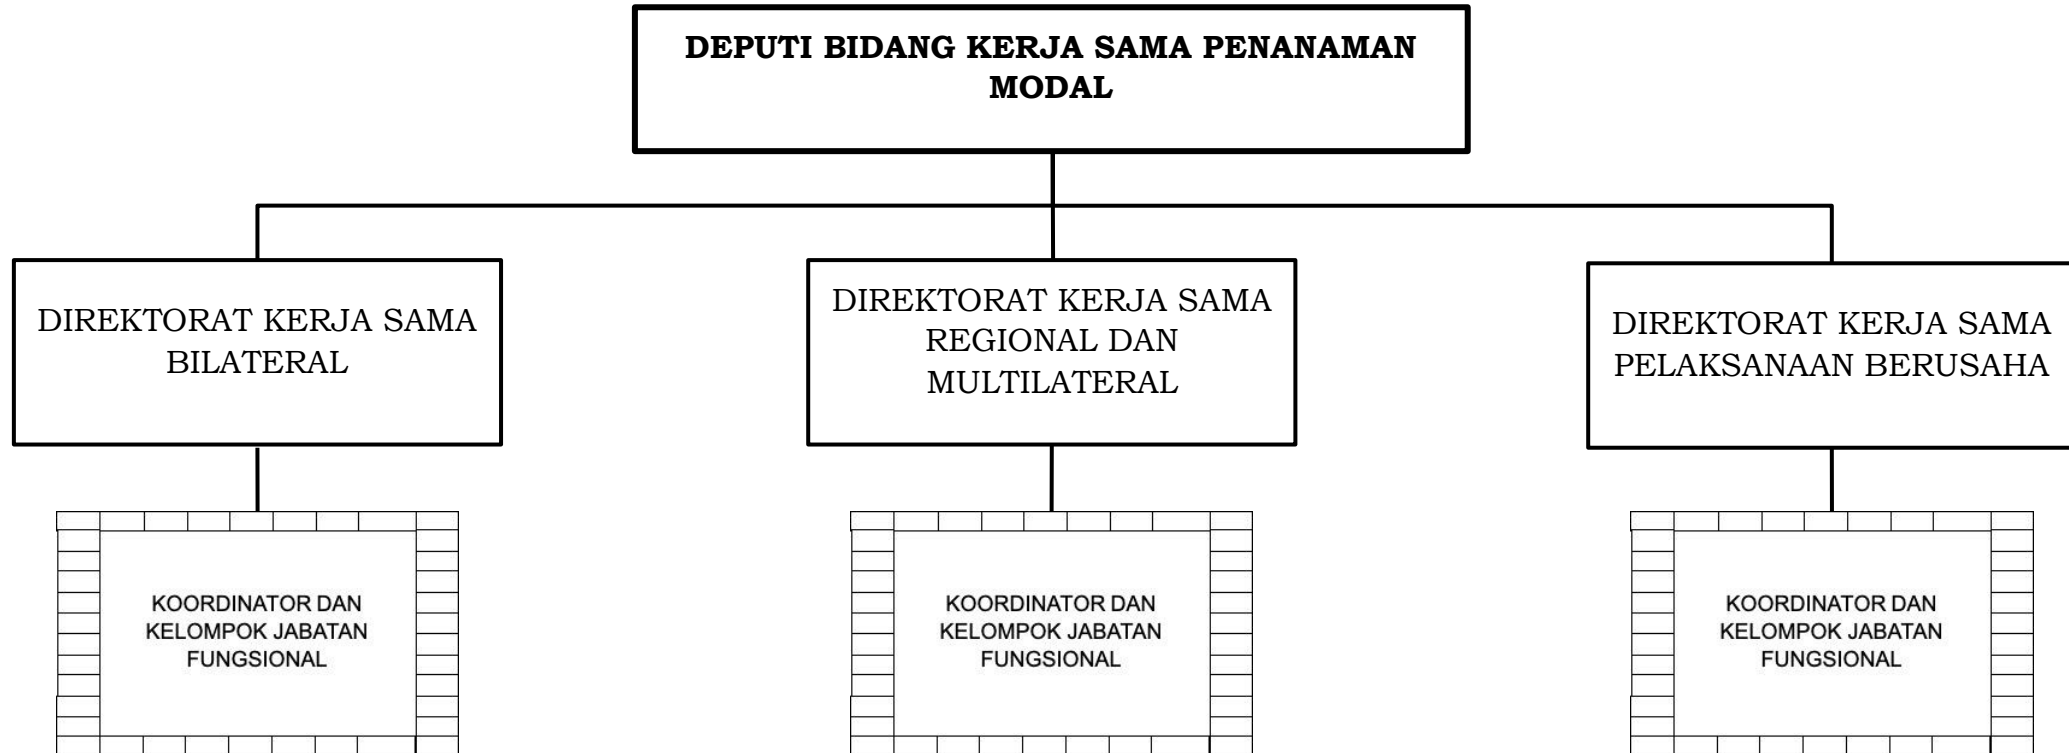 DEPUTI BIDANG KERJA SAMA PENANAMAN
MODAL
DIREKTORAT KERJA SAMA
BILATERAL
DIREKTORAT KERJA SAMA
REGIONAL DAN
MULTILATERAL
DIREKTORAT KERJA SAMA
PELAKSANAAN BERUSAHA
KOORDINATOR DAN
KELOMPOK JABATAN
FUNGSIONAL
KOORDINATOR DAN
KELOMPOK JABATAN
FUNGSIONAL
KOORDINATOR DAN
KELOMPOK JABATAN
FUNGSIONAL